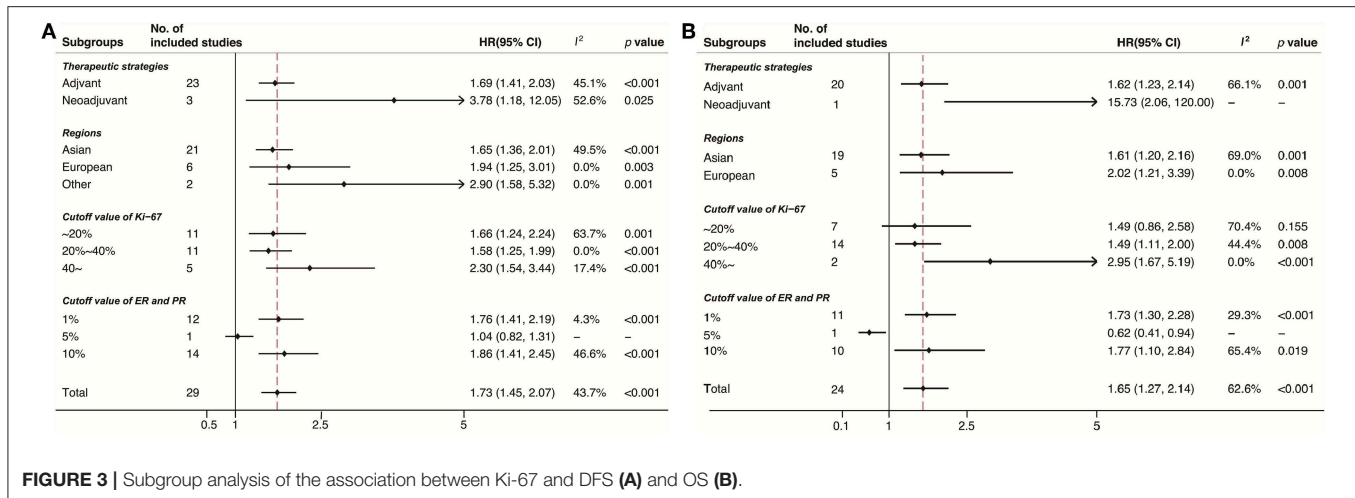 A
Subgroups No. of included studies HR(95% CI) I² p value
Therapeutic strategies
Adjvant 23 1.69 (1.41, 2.03) 45.1% <0.001
Neoadjuvant 3 3.78 (1.18, 12.05) 52.6% 0.025
Regions
Asian 21 1.65 (1.36, 2.01) 49.5% <0.001
European 6 1.94 (1.25, 3.01) 0.0% 0.003
Other 2 2.90 (1.58, 5.32) 0.0% 0.001
Cutoff value of Ki−67
~20% 11 1.66 (1.24, 2.24) 63.7% 0.001
20%~40% 11 1.58 (1.25, 1.99) 0.0% <0.001
40~ 5 2.30 (1.54, 3.44) 17.4% <0.001
Cutoff value of ER and PR
1% 12 1.76 (1.41, 2.19) 4.3% <0.001
5% 1 1.04 (0.82, 1.31) – –
10% 14 1.86 (1.41, 2.45) 46.6% <0.001
Total 29 1.73 (1.45, 2.07) 43.7% <0.001
0.5 1 2.5 5
B
Subgroups No. of included studies HR(95% CI) I² p value
Therapeutic strategies
Adjvant 20 1.62 (1.23, 2.14) 66.1% 0.001
Neoadjuvant 1 15.73 (2.06, 120.00) – –
Regions
Asian 19 1.61 (1.20, 2.16) 69.0% 0.001
European 5 2.02 (1.21, 3.39) 0.0% 0.008
Cutoff value of Ki−67
~20% 7 1.49 (0.86, 2.58) 70.4% 0.155
20%~40% 14 1.49 (1.11, 2.00) 44.4% 0.008
40%~ 2 2.95 (1.67, 5.19) 0.0% <0.001
Cutoff value of ER and PR
1% 11 1.73 (1.30, 2.28) 29.3% <0.001
5% 1 0.62 (0.41, 0.94) – –
10% 10 1.77 (1.10, 2.84) 65.4% 0.019
Total 24 1.65 (1.27, 2.14) 62.6% <0.001
0.1 1 2.5 5
FIGURE 3 | Subgroup analysis of the association between Ki-67 and DFS (A) and OS (B).